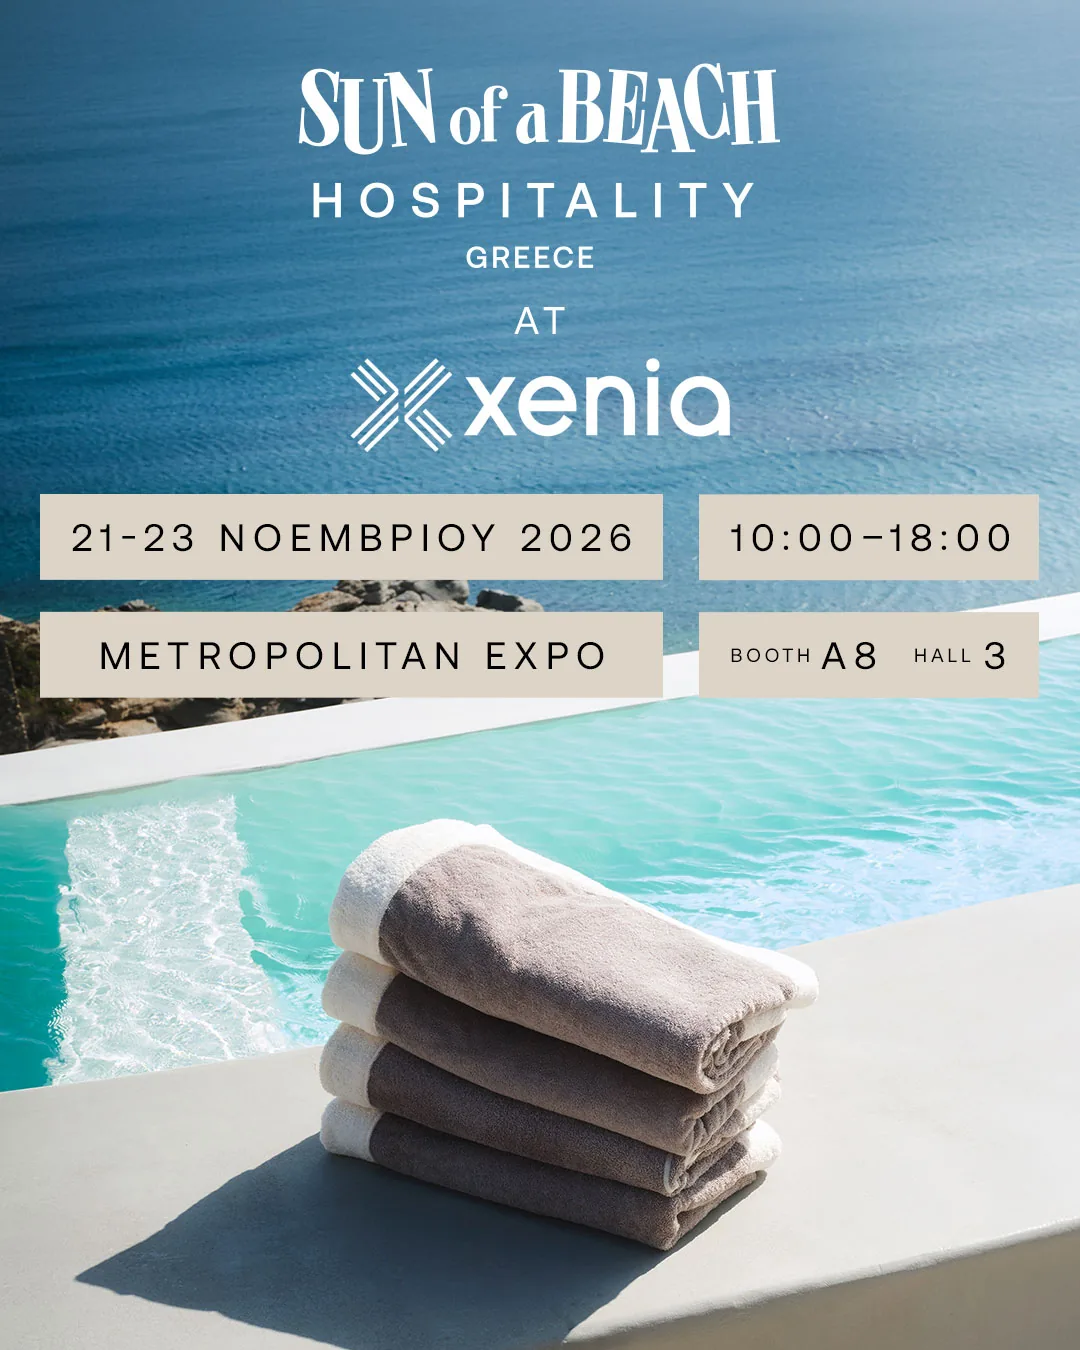 SUN of a BEACH
HOSPITALITY
GREECE
AT
xenia
21-23 ΝΟΕΜΒΡΙΟΥ 2026
10:00–18:00
METROPOLITAN EXPO
BOOTH A8 HALL 3